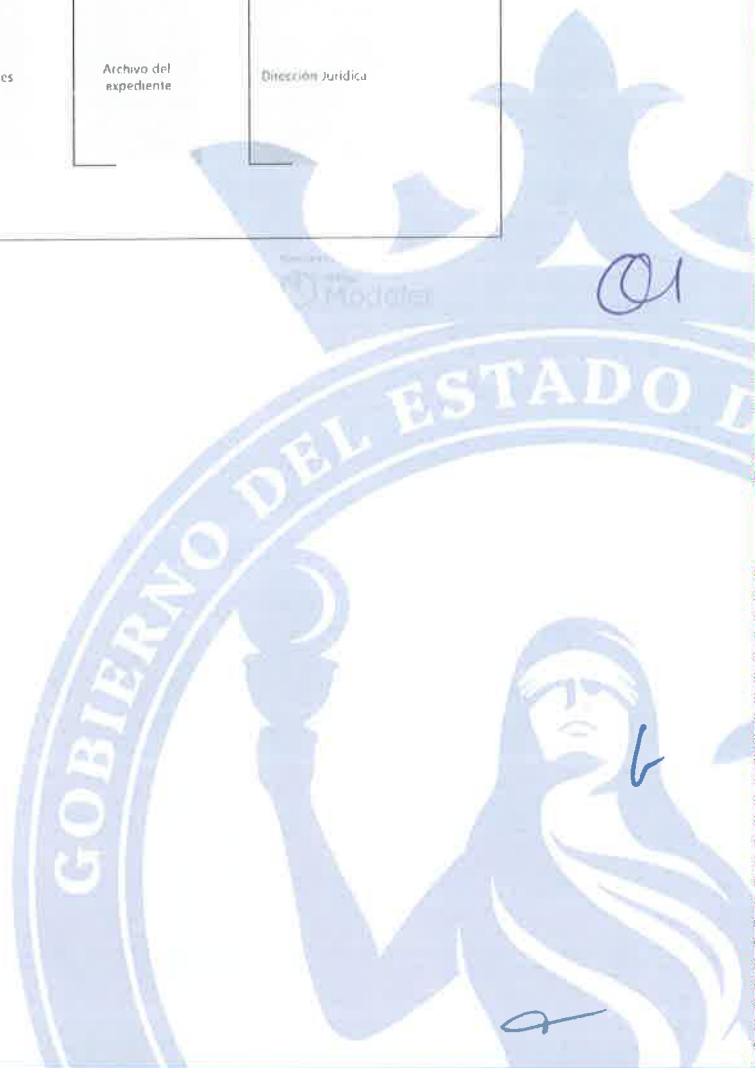 es
Archivo del
expediente
Dirección Jurídica
Modeler
GOBIERNO DEL ESTADO D